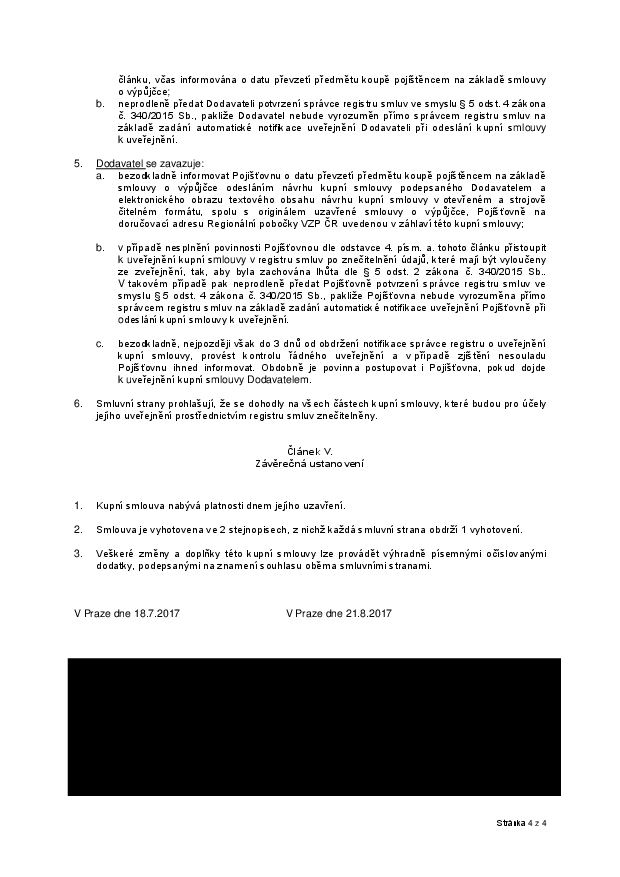 článku, včas informována o datu převzetí předmětu koupě pojištěncem na základě smlouvy
o výpůjčce;
b. neprodleně předat Dodavateli potvrzení správce registru smluv ve smyslu § 5 odst. 4 zákona
č. 340/2015 Sb., pakliže Dodavatel nebude vyrozuměn přímo správcem registru smluv na
základě zadání automatické notifikace uveřejnění Dodavateli při odeslání kupní smlouvy
k uveřejnění.
5. Dodavatel se zavazuje:
a. bezodkladně informovat Pojišťovnu o datu převzetí předmětu koupě pojištěncem na základě
smlouvy o výpůjčce odesláním návrhu kupní smlouvy podepsaného Dodavatelem a
elektronického obrazu textového obsahu návrhu kupní smlouvy v otevřeném a strojově
čitelném formátu, spolu s originálem uzavřené smlouvy o výpůjčce, Pojišťovně na
doručovací adresu Regionální pobočky VZP ČR uvedenou v záhlaví této kupní smlouvy;
b. v případě nesplnění povinnosti Pojišťovnou dle odstavce 4. písm. a. tohoto článku přistoupit
k uveřejnění kupní smlouvy v registru smluv po znečitelnění údajů, které mají být vyloučeny
ze zveřejnění, tak, aby byla zachována lhůta dle § 5 odst. 2 zákona č. 340/2015 Sb..
V takovém případě pak neprodleně předat Pojišťovně potvrzení správce registru smluv ve
smyslu § 5 odst. 4 zákona č. 340/2015 Sb., pakliže Pojišťovna nebude vyrozuměna přímo
správcem registru smluv na základě zadání automatické notifikace uveřejnění Pojišťovně při
odeslání kupní smlouvy k uveřejnění.
c. bezodkladně, nejpozději však do 3 dnů od obdržení notifikace správce registru o uveřejnění
kupní smlouvy, provést kontrolu řádného uveřejnění a v případě zjištění nesouladu
Pojišťovnu ihned informovat. Obdobně je povinna postupovat i Pojišťovna, pokud dojde
k uveřejnění kupní smlouvy Dodavatelem.
6. Smluvní strany prohlašují, že se dohodly na všech částech kupní smlouvy, které budou pro účely
jejího uveřejnění prostřednictvím registru smluv znečitelněny.
Článek V.
Závěrečná ustanovení
1. Kupní smlouva nabývá platnosti dnem jejího uzavření.
2. Smlouva je vyhotovena ve 2 stejnopisech, z nichž každá smluvní strana obdrží 1 vyhotovení.
3. Veškeré změny a doplňky této kupní smlouvy lze provádět výhradně písemnými očíslovanými
dodatky, podepsanými na znamení souhlasu oběma smluvními stranami.
V Praze dne 18.7.2017 V Praze dne 21.8.2017
Stránka 4 z 4